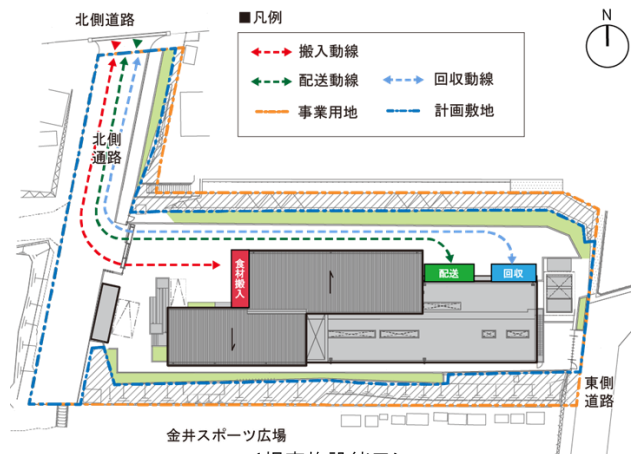 北側道路
■凡例
搬入動線
配送動線
回収動線
事業用地
計画敷地
N
北側
通路
食材搬入
配送
回収
東側
道路
金井スポーツ広場